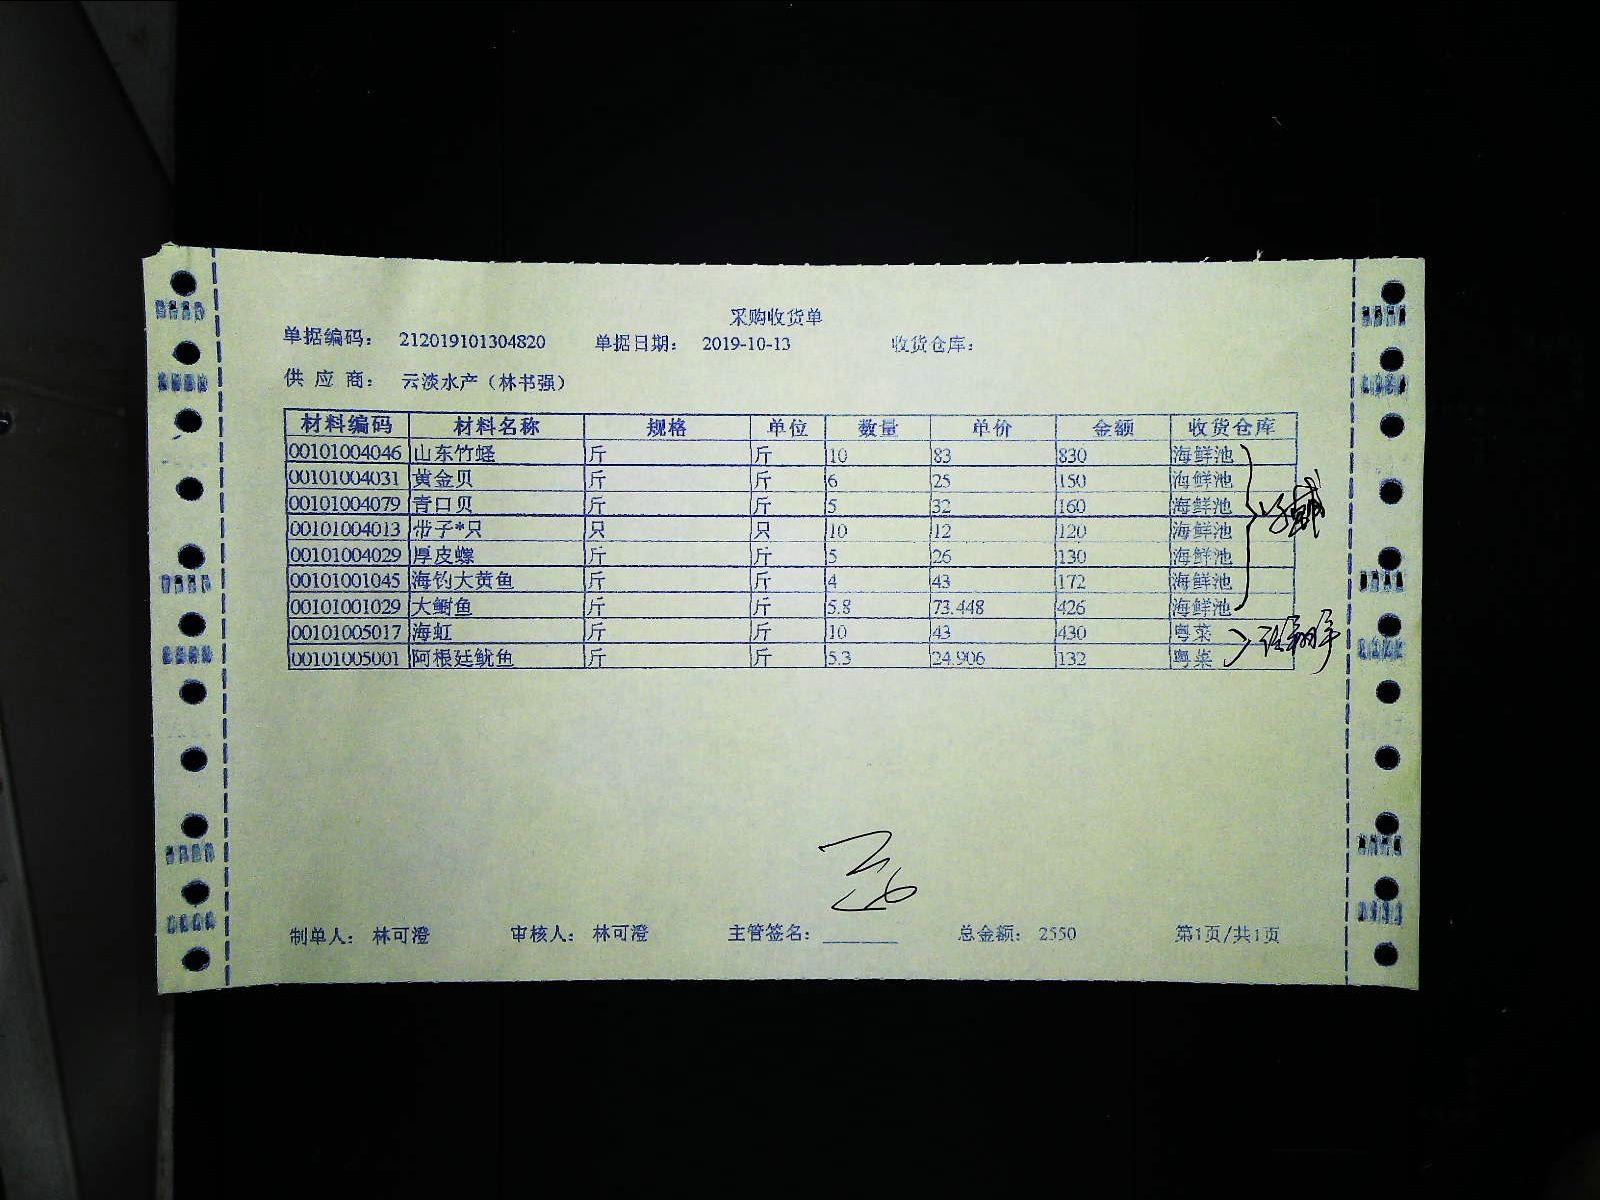 采购收货单
单据编码： 212019101304820 单据日期： 2019-10-13 收货仓库：
供 应 商： 云淡水产（林书强）
材料编码 材料名称 规格 单位 数量 单价 金额 收货仓库
00101004046 山东竹蛏 斤 斤 10 83 830 海鲜池
00101004031 黄金贝 斤 斤 6 25 150 海鲜池
00101004079 青口贝 斤 斤 5 32 160 海鲜池
00101004013 带子*只 只 只 10 12 120 海鲜池
00101004029 厚皮螺 斤 斤 5 26 130 海鲜池
00101001045 海钓大黄鱼 斤 斤 4 43 172 海鲜池
00101001029 大鲥鱼 斤 斤 5.8 73.448 426 海鲜池
00101005017 海虹 斤 斤 10 43 430 粤菜
00101005001 阿根廷鱿鱼 斤 斤 5.3 24.906 132 粤菜
制单人： 林可澄 审核人： 林可澄 主管签名： 总金额： 2550 第1页/共1页